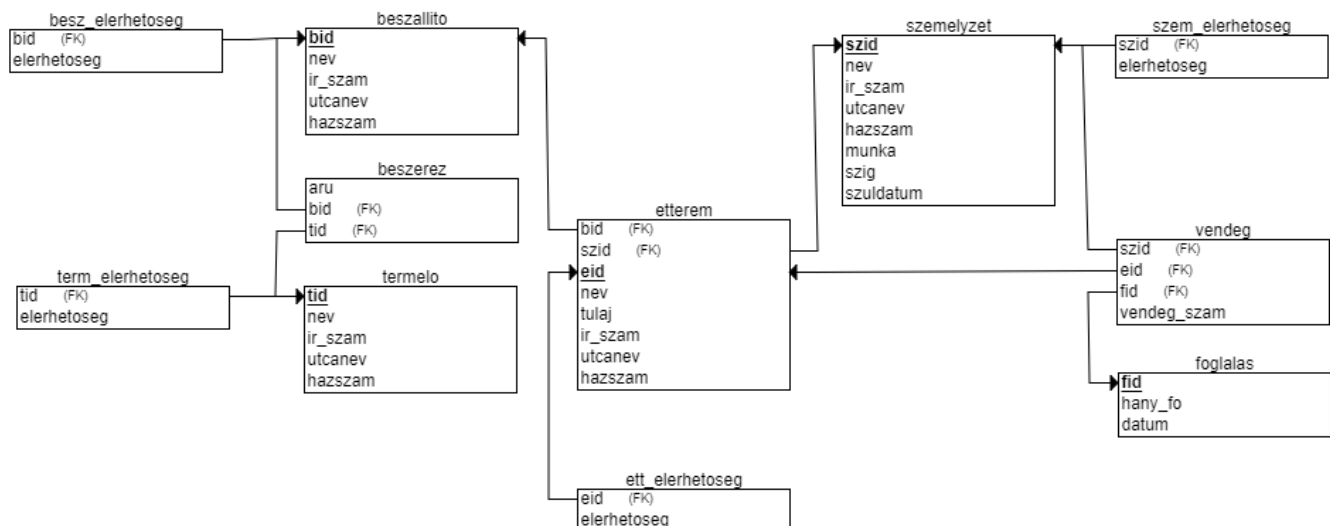 besz_elerhetoseg
bid (FK)
elerhetoseg
beszallito
bid
nev
ir_szam
utcanev
hazszam
beszerez
aru
bid (FK)
tid (FK)
term_elerhetoseg
tid (FK)
elerhetoseg
termelo
tid
nev
ir_szam
utcanev
hazszam
etterem
bid (FK)
szid (FK)
eid
nev
tulaj
ir_szam
utcanev
hazszam
ett_elerhetoseg
eid (FK)
elerhetoseg
szemelyzet
szid
nev
ir_szam
utcanev
hazszam
munka
szig
szuldatum
szem_elerhetoseg
szid (FK)
elerhetoseg
vendeg
szid (FK)
eid (FK)
fid (FK)
vendeg_szam
foglalas
fid
hany_fo
datum